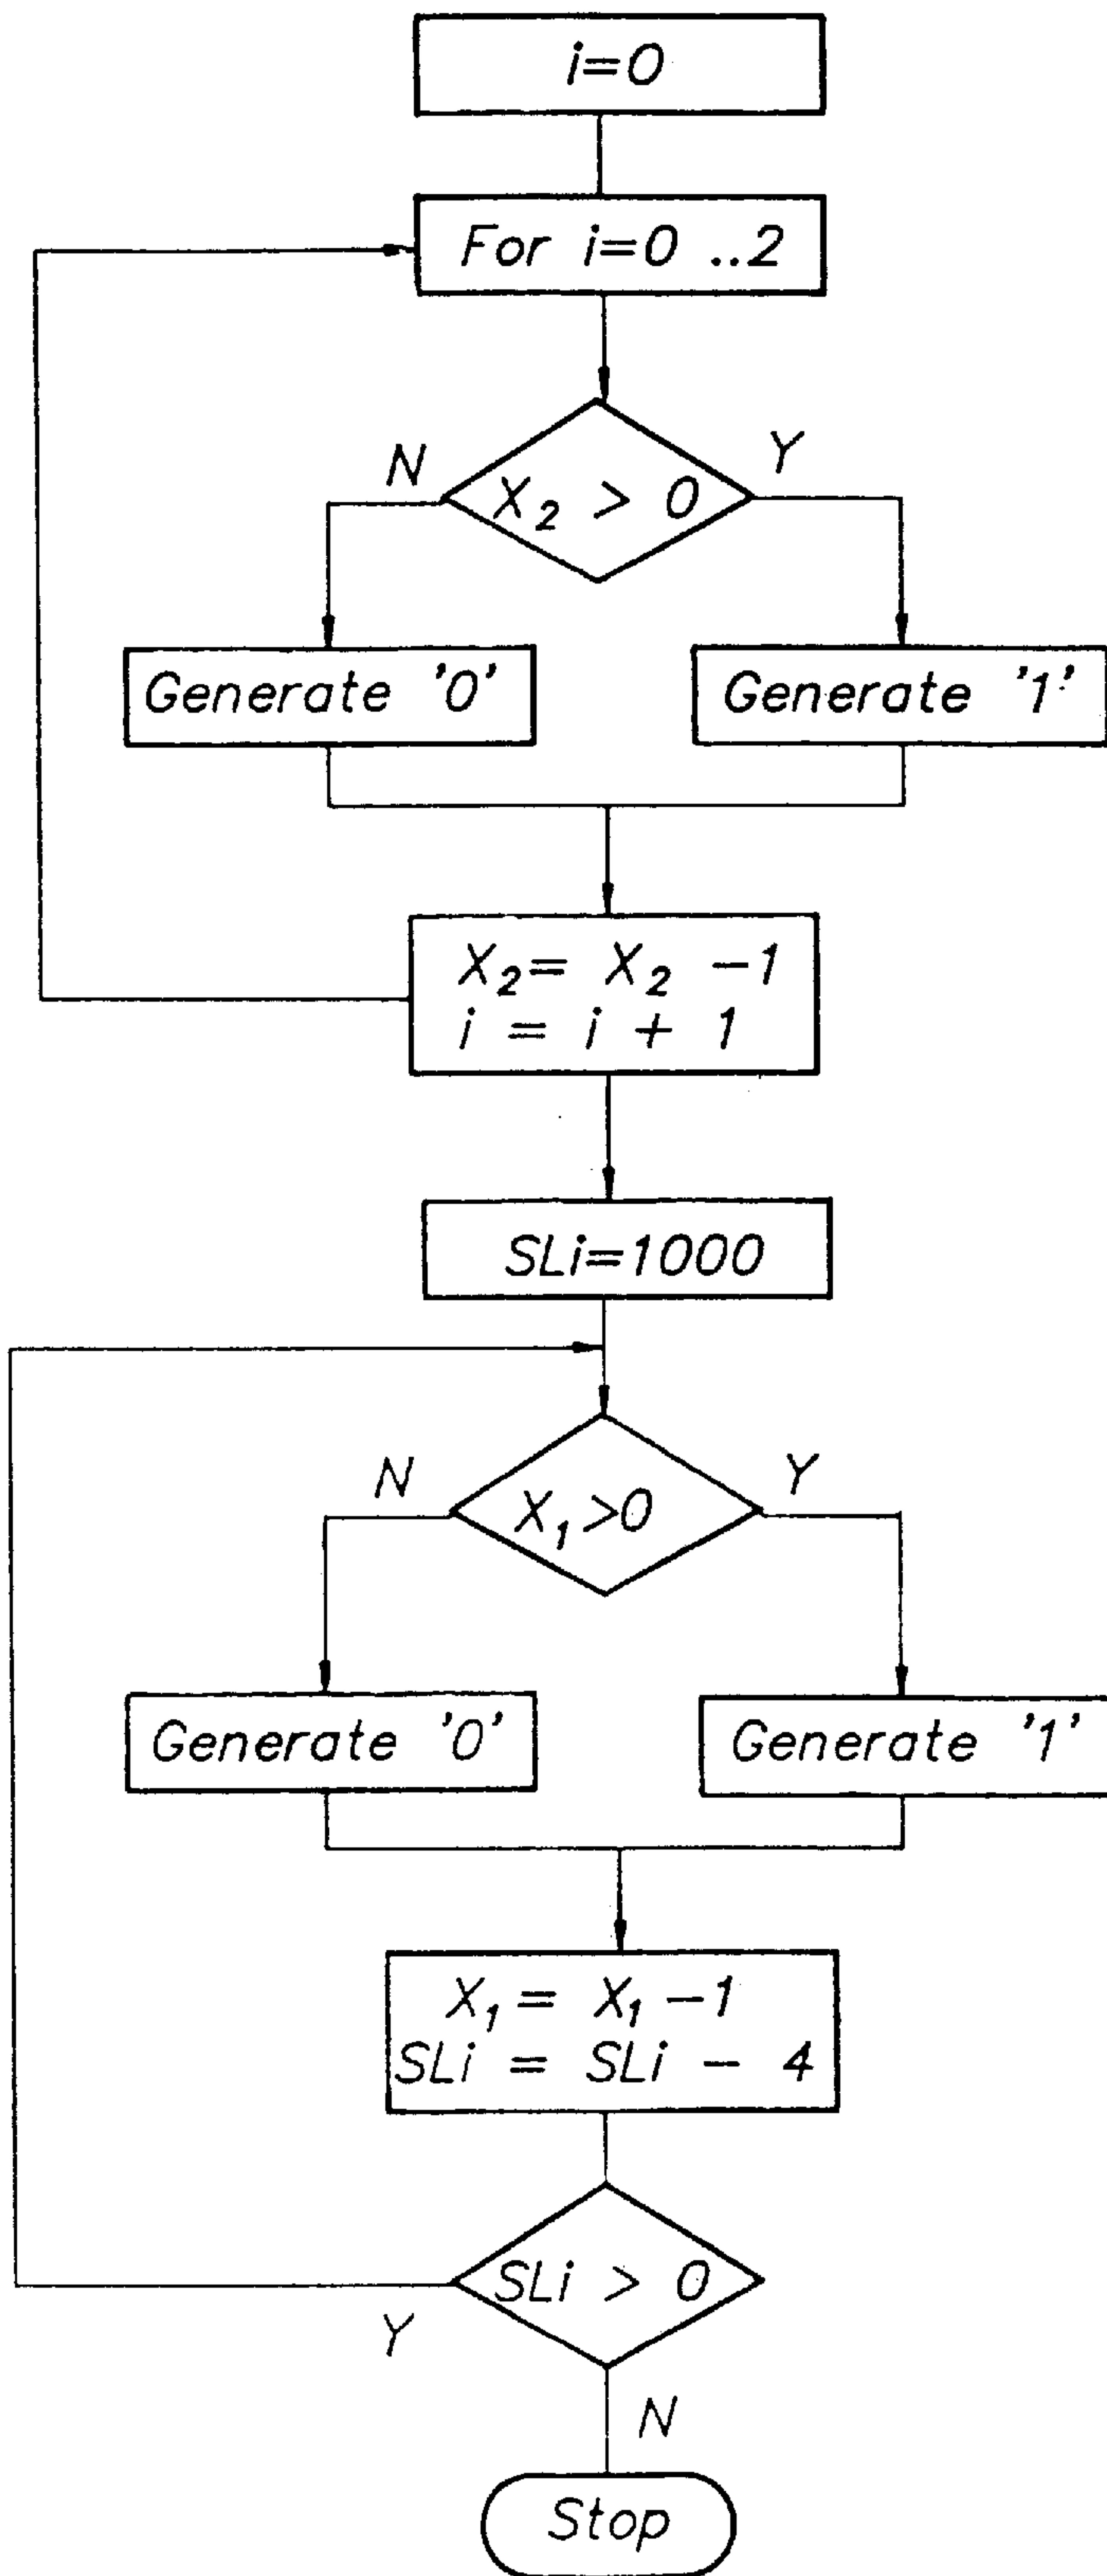 i=0
For i=0 ..2
N
Y
X₂ > 0
Generate '0'
Generate '1'
X₂= X₂ -1
i = i + 1
SLi=1000
N
Y
X₁>0
Generate '0'
Generate '1'
X₁= X₁-1
SLi = SLi - 4
SLi > 0
Y
N
Stop